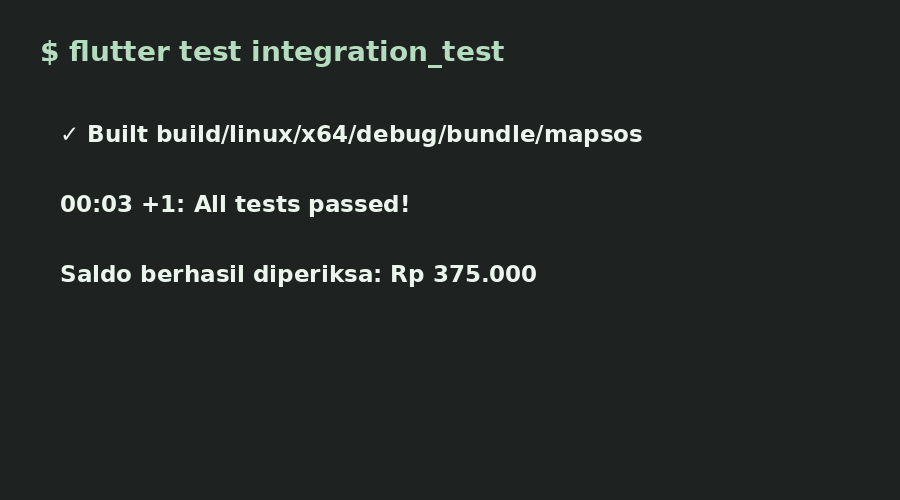 $ flutter test integration_test
✓ Built build/linux/x64/debug/bundle/mapsos
00:03 +1: All tests passed!
Saldo berhasil diperiksa: Rp 375.000